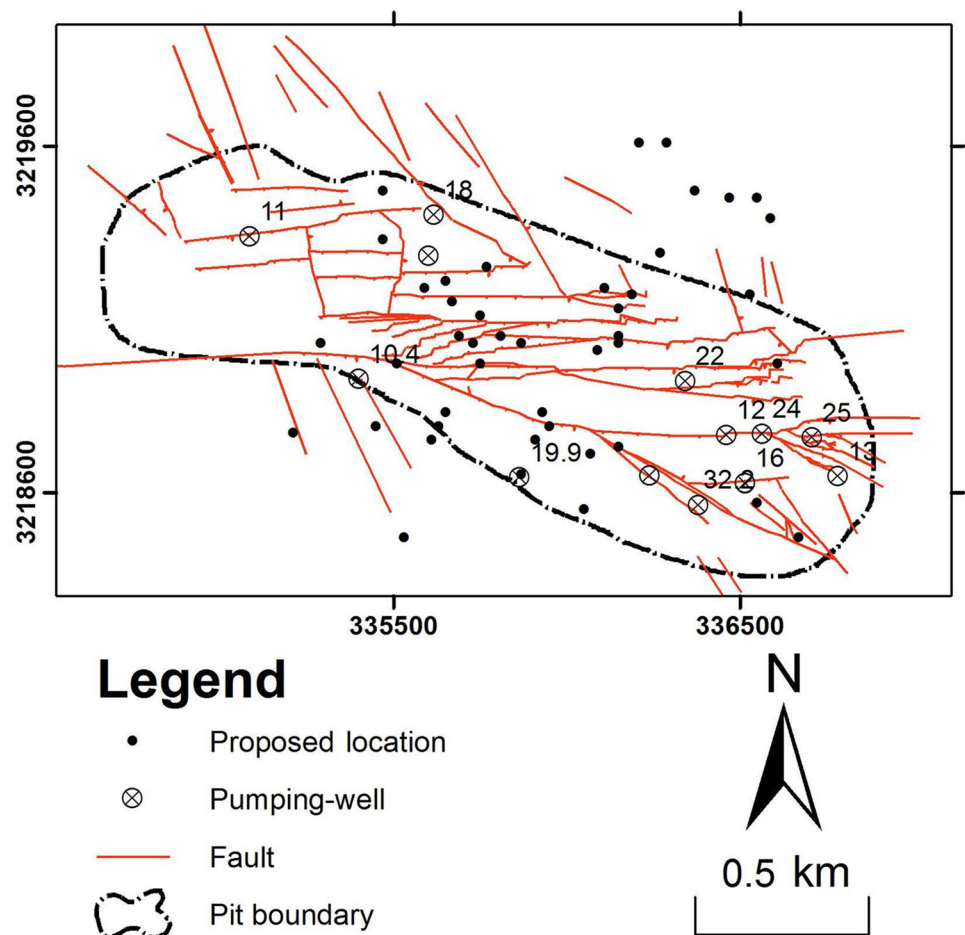 3219600
3218600
18
11
10.4
22
12 24 25
13
16
19.9
32.2
335500 336500
Legend
Proposed location
Pumping-well
Fault
Pit boundary
N
0.5 km